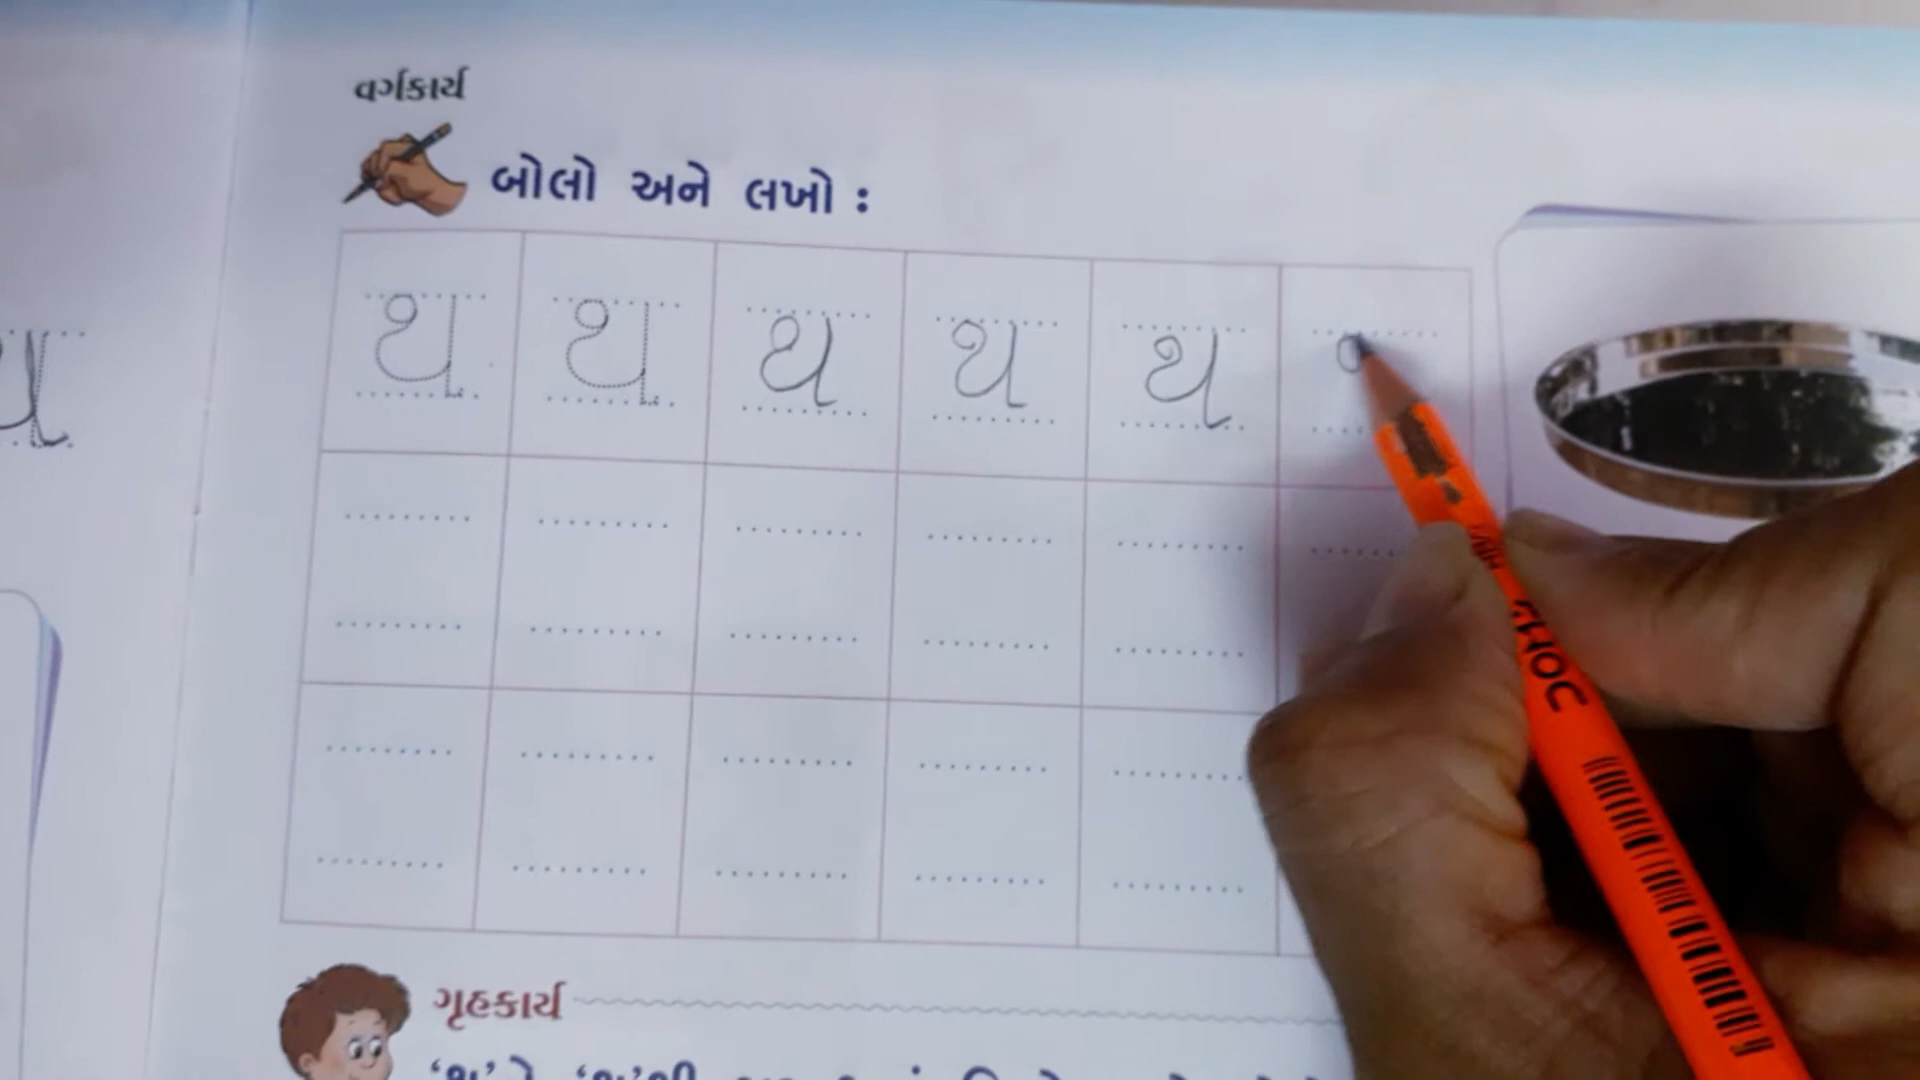 વર્ગકાર્ય
બોલો અને લખો :
થ થ થ થ થ
ગૃહકાર્ય